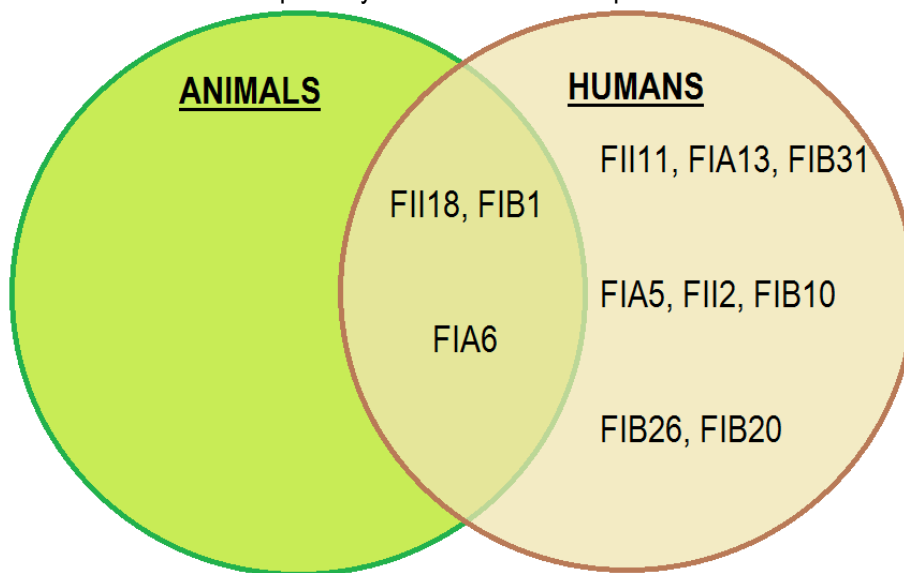 ANIMALS
HUMANS
FII11, FIA13, FIB31
FII18, FIB1
FIA5, FII2, FIB10
FIA6
FIB26, FIB20